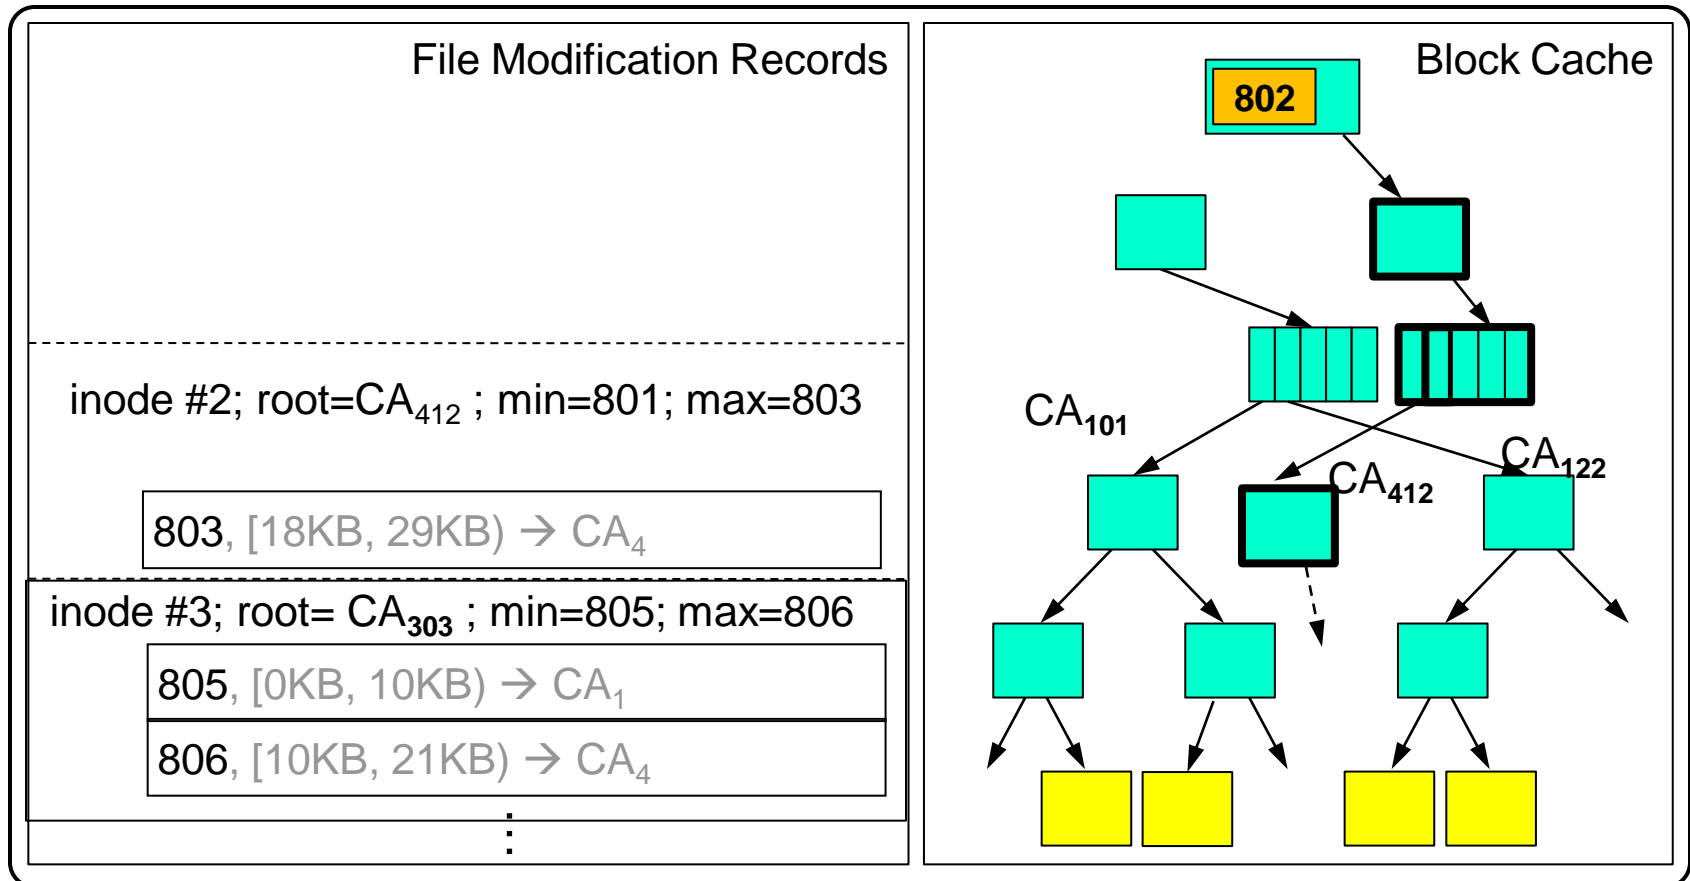 File Modification Records
inode #2; root=CA412 ; min=801; max=803
803, [18KB, 29KB) → CA4
inode #3; root= CA303 ; min=805; max=806
805, [0KB, 10KB) → CA1
806, [10KB, 21KB) → CA4
⋮
Block Cache
802
CA101
CA412
CA122